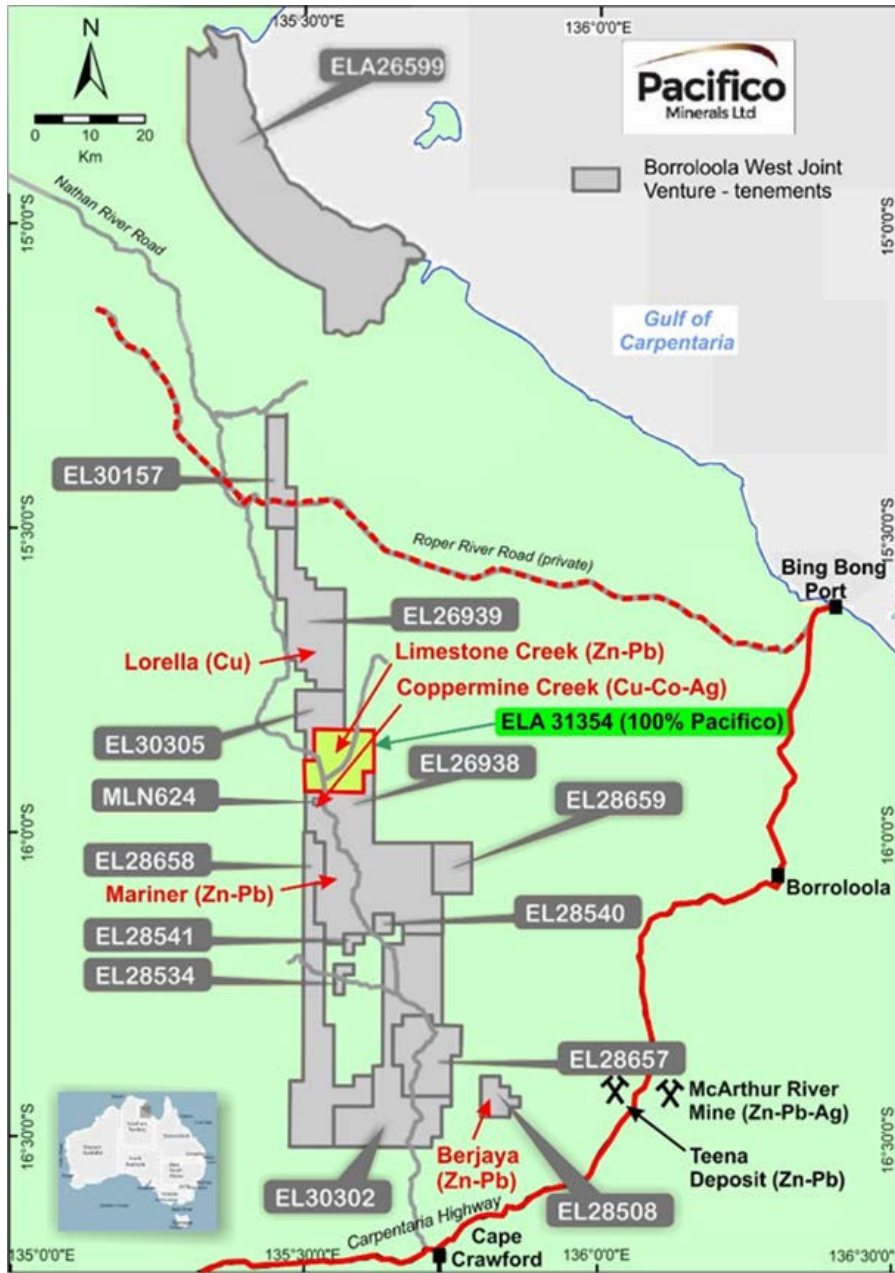 135°30'0"E
136°0'0"E
N
ELA26599
Pacifico
Minerals Ltd
0 10 20
Km
Borroloola West Joint
Venture - tenements
Nathan River Road
15°0'0"S
15°0'0"S
Gulf of
Carpentaria
EL30157
15°30'0"S
15°30'0"S
Roper River Road (private)
Bing Bong
Port
EL26939
Lorella (Cu)
Limestone Creek (Zn-Pb)
Coppermine Creek (Cu-Co-Ag)
ELA 31354 (100% Pacifico)
EL30305
EL26938
MLN624
EL28659
16°0'0"S
16°0'0"S
EL28658
Mariner (Zn-Pb)
Borroloola
EL28540
EL28541
EL28534
EL28657
McArthur River
Mine (Zn-Pb-Ag)
Berjaya
(Zn-Pb)
Teena
Deposit (Zn-Pb)
16°30'0"S
16°30'0"S
EL30302
EL28508
Carpentaria Highway
Cape
Crawford
135°0'0"E
135°30'0"E
136°0'0"E
136°30'0"E